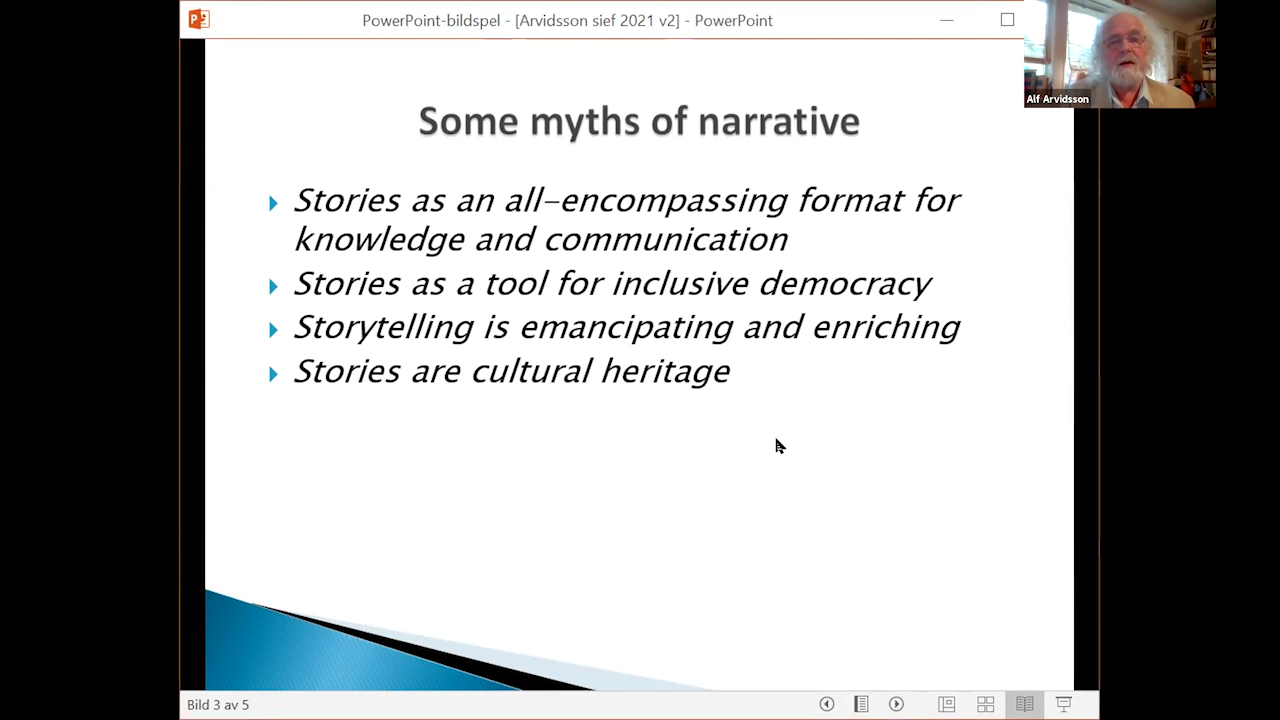 PowerPoint-bildspel - [Arvidsson sief 2021 v2] - PowerPoint
Alf Arvidsson
Some myths of narrative
Stories as an all-encompassing format for
knowledge and communication
Stories as a tool for inclusive democracy
Storytelling is emancipating and enriching
Stories are cultural heritage
Bild 3 av 5